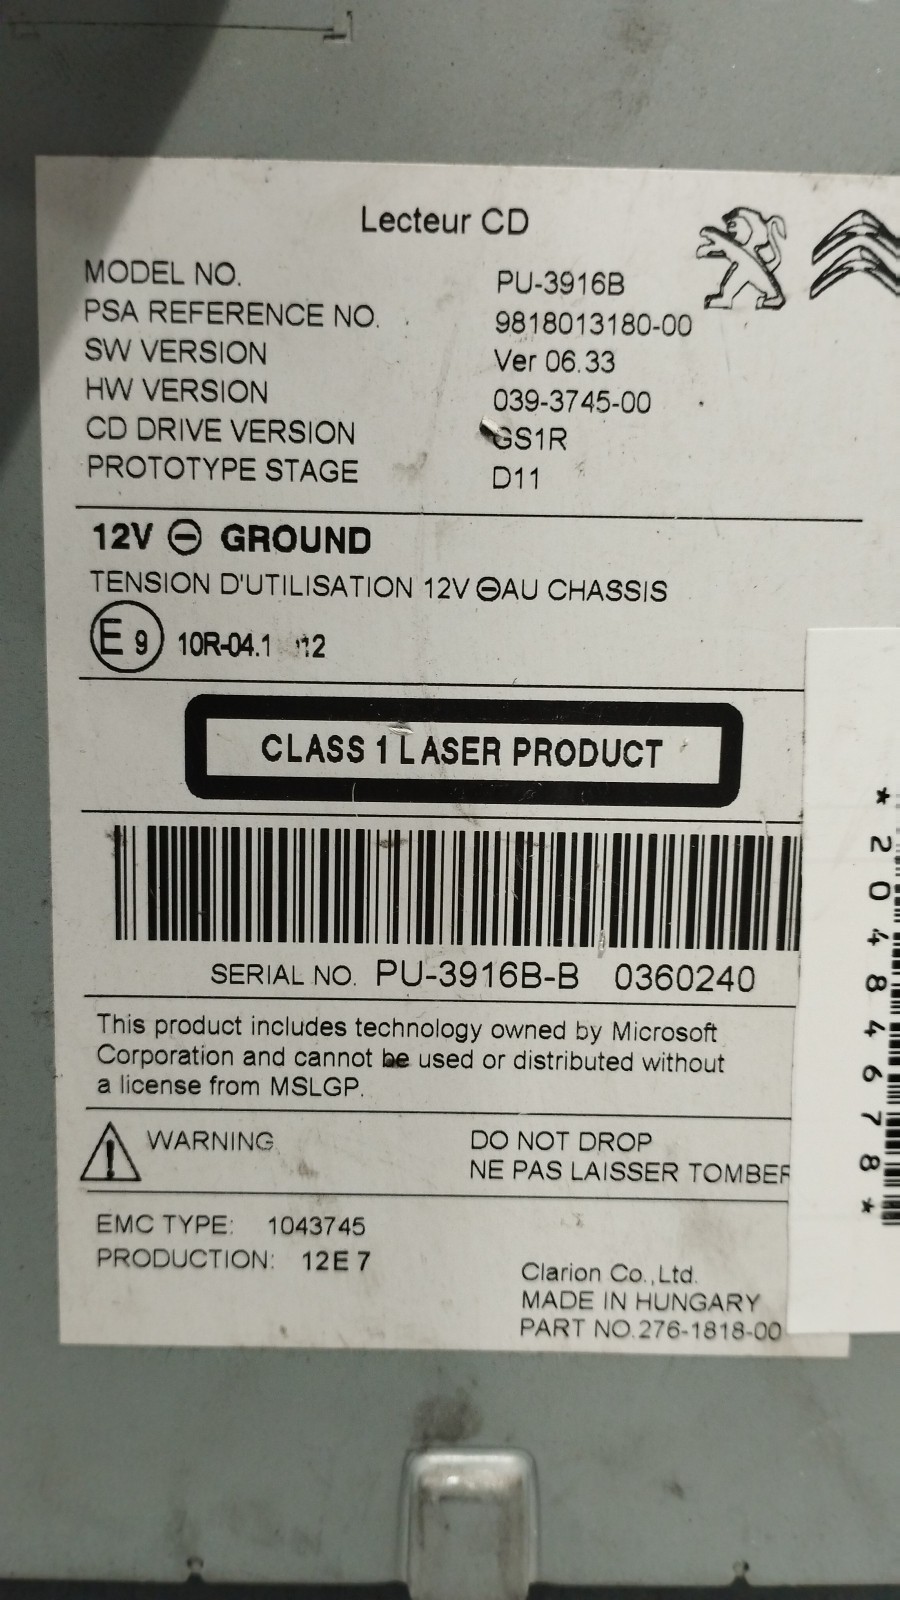 Lecteur CD
MODEL NO. PU-3916B
PSA REFERENCE NO. 9818013180-00
SW VERSION Ver 06.33
HW VERSION 039-3745-00
CD DRIVE VERSION GS1R
PROTOTYPE STAGE D11
12V ⊖ GROUND
TENSION D'UTILISATION 12V ⊖AU CHASSIS
E9 10R-04.1 12
CLASS 1 LASER PRODUCT
SERIAL NO. PU-3916B-B 0360240
This product includes technology owned by Microsoft
Corporation and cannot be used or distributed without
a license from MSLGP.
WARNING DO NOT DROP
NE PAS LAISSER TOMBER
EMC TYPE: 1043745
PRODUCTION: 12E 7
Clarion Co.,Ltd.
MADE IN HUNGARY
PART NO.276-1818-00
*20484678*